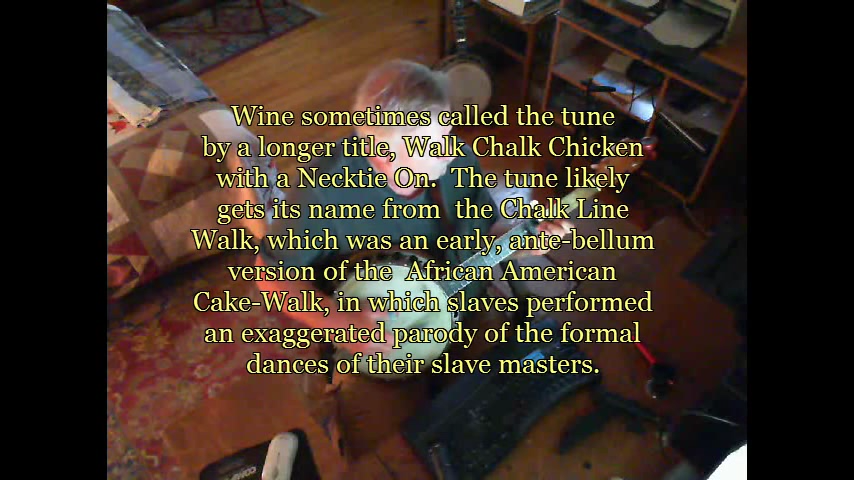 Wine sometimes called the tune
by a longer title, Walk Chalk Chicken
with a Necktie On.  The tune likely
gets its name from  the Chalk Line
Walk, which was an early, ante-bellum
version of the  African American
Cake-Walk, in which slaves performed
an exaggerated parody of the formal
dances of their slave masters.